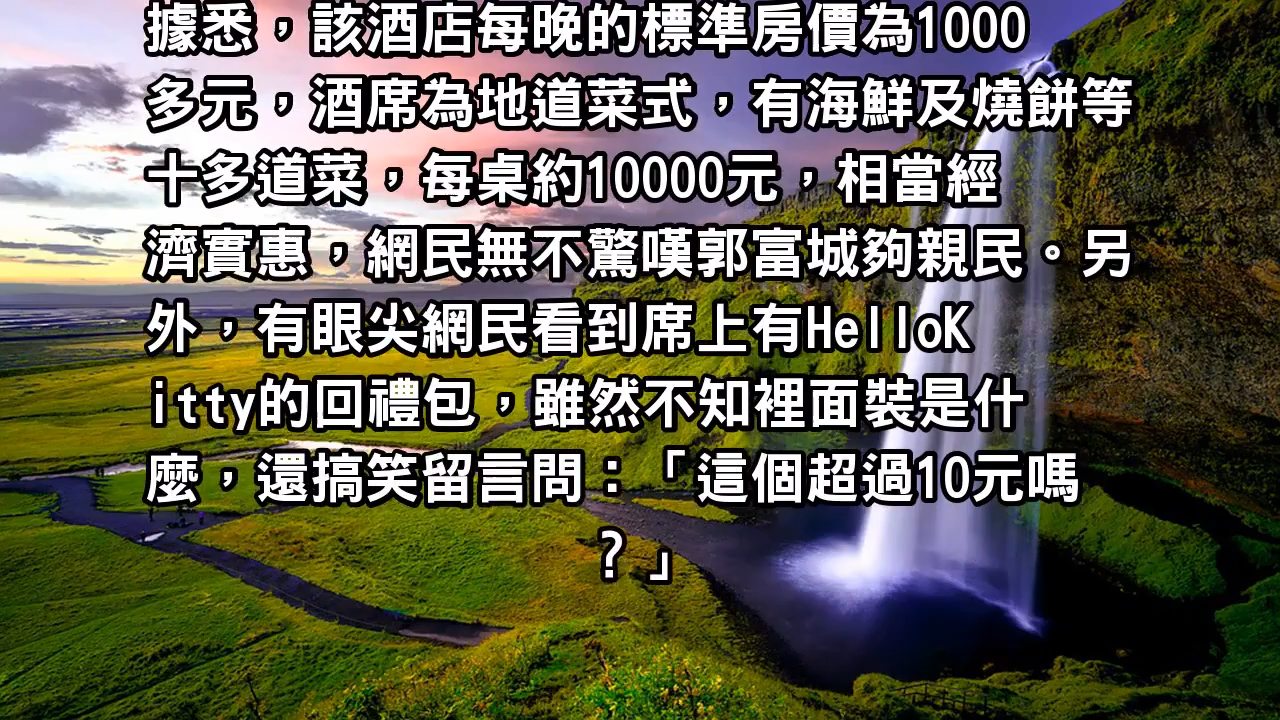 據悉，該酒店每晚的標準房價為1000
多元，酒席為地道菜式，有海鮮及燒餅等
十多道菜，每桌約10000元，相當經
濟實惠，網民無不驚嘆郭富城夠親民。另
外，有眼尖網民看到席上有HelloK
itty的回禮包，雖然不知裡面裝是什
麼，還搞笑留言問：「這個超過10元嗎
？」